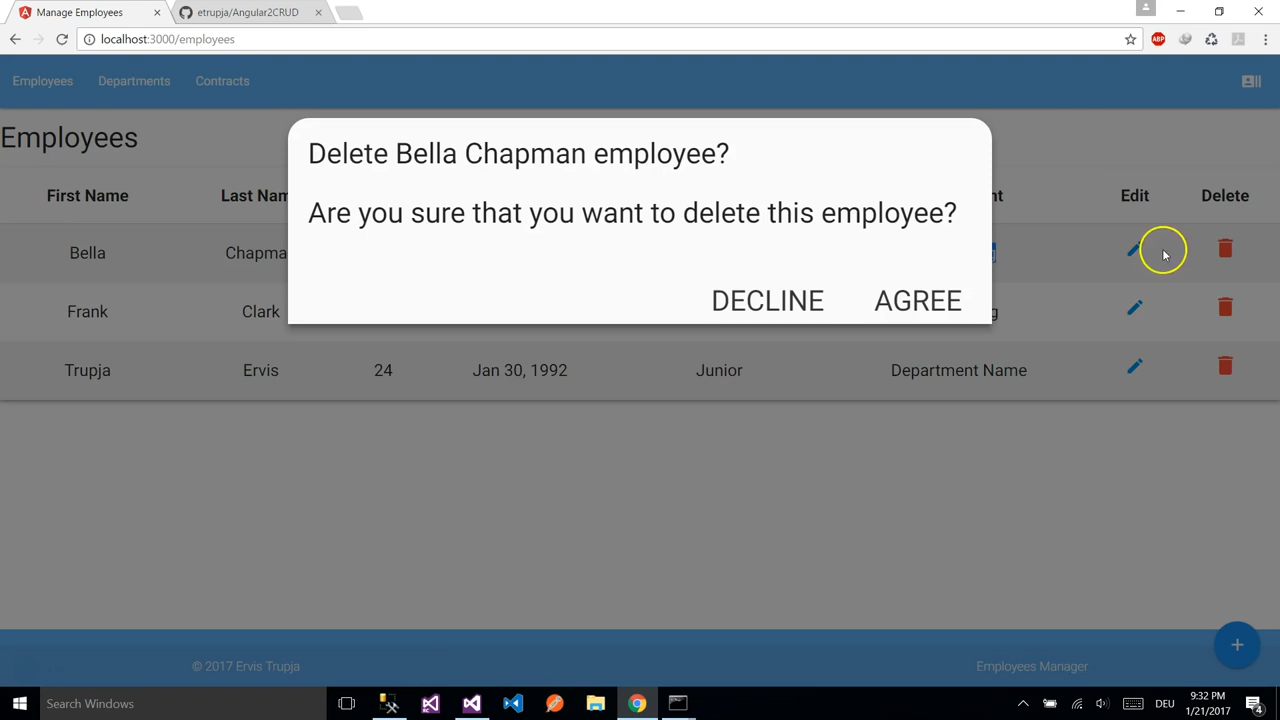 Manage Employees
etrupja/Angular2CRUD
localhost:3000/employees
ABP
Employees Departments Contracts
Employees
Delete Bella Chapman employee?
Are you sure that you want to delete this employee?
DECLINE AGREE
First Name Last Nam nt Edit Delete
Bella Chapma
Frank Clark g
Trupja Ervis 24 Jan 30, 1992 Junior Department Name
+
© 2017 Ervis Trupja Employees Manager
Search Windows
DEU
9:32 PM
1/21/2017
4